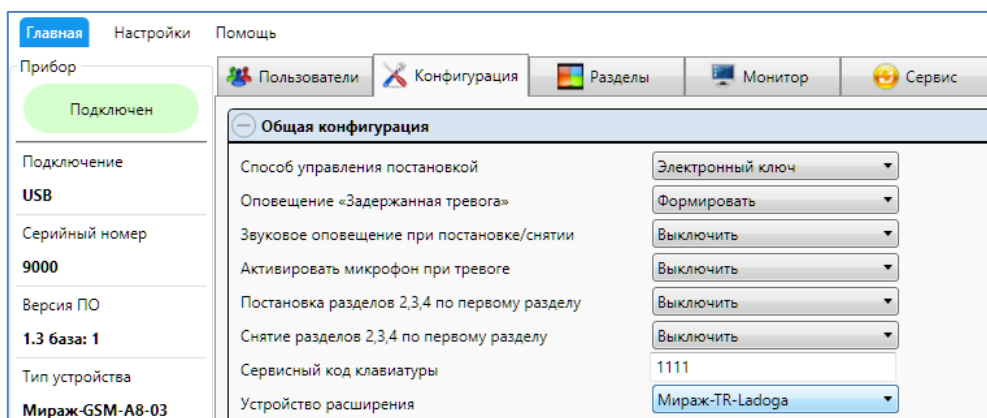 Главная Настройки Помощь
Прибор
Подключен
Подключение
USB
Серийный номер
9000
Версия ПО
1.3 база: 1
Тип устройства
Мираж-GSM-A8-03
Пользователи Конфигурация Разделы Монитор Сервис
Общая конфигурация
Способ управления постановкой Электронный ключ
Оповещение «Задержанная тревога» Формировать
Звуковое оповещение при постановке/снятии Выключить
Активировать микрофон при тревоге Выключить
Постановка разделов 2,3,4 по первому разделу Выключить
Снятие разделов 2,3,4 по первому разделу Выключить
Сервисный код клавиатуры 1111
Устройство расширения Мираж-TR-Ladoga